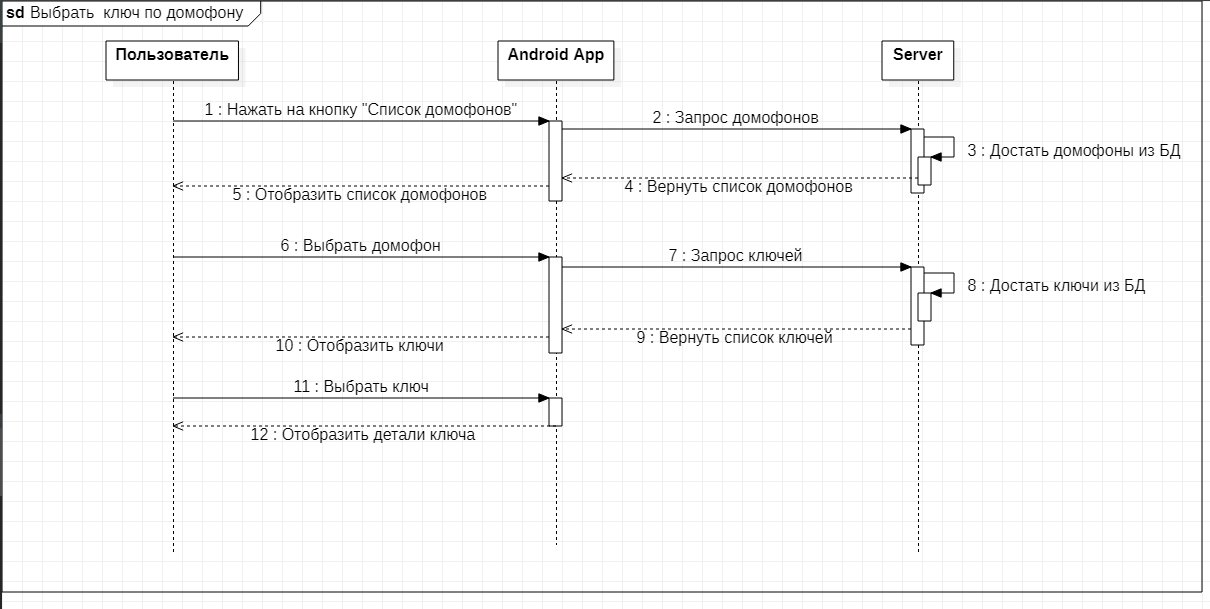 sd Выбрать ключ по домофону
Пользователь
Android App
Server
1 : Нажать на кнопку "Список домофонов"
2 : Запрос домофонов
3 : Достать домофоны из БД
4 : Вернуть список домофонов
5 : Отобразить список домофонов
6 : Выбрать домофон
7 : Запрос ключей
8 : Достать ключи из БД
9 : Вернуть список ключей
10 : Отобразить ключи
11 : Выбрать ключ
12 : Отобразить детали ключа